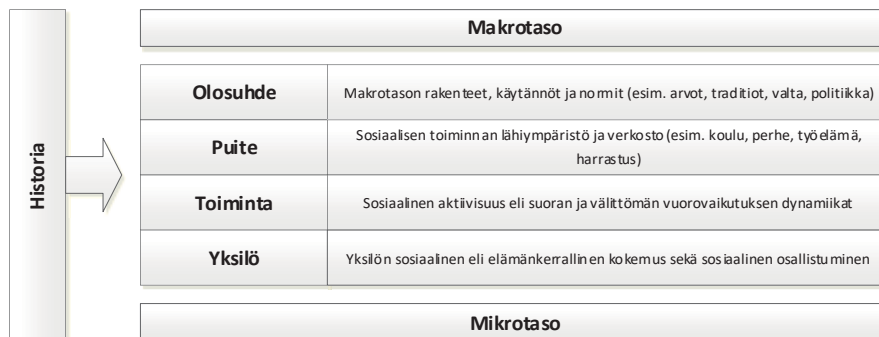 Historia
Makrotaso
Olosuhde
Makrotason rakenteet, käytännöt ja normit (esim. arvot, traditiot, valta, politiikka)
Puite
Sosiaalisen toiminnan lähiympäristö ja verkosto (esim. koulu, perhe, työelämä,
harrastus)
Toiminta
Sosiaalinen aktiivisuus eli suoran ja välittömän vuorovaikutuksen dynamiikat
Yksilö
Yksilön sosiaalinen eli elämänkerrallinen kokemus sekä sosiaalinen osallistuminen
Mikrotaso